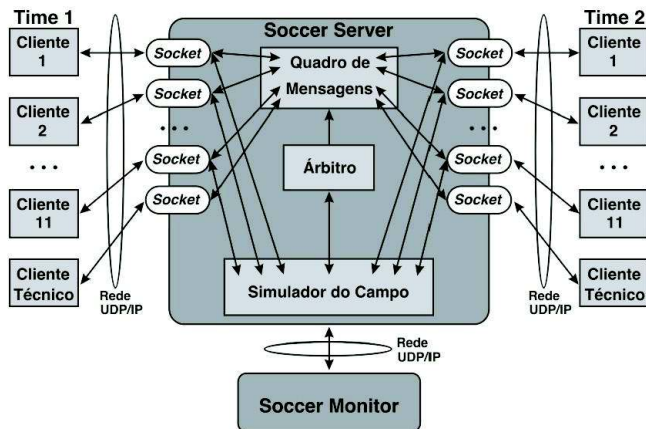 Time 1
Soccer Server
Time 2
Cliente
1
Cliente
2
...
Cliente
11
Cliente
Técnico
Rede
UDP/IP
Socket
Socket
...
Socket
Socket
Quadro de
Mensagens
Árbitro
Simulador do Campo
Socket
Socket
...
Socket
Socket
Cliente
1
Cliente
2
...
Cliente
11
Cliente
Técnico
Rede
UDP/IP
Rede
UDP/IP
Soccer Monitor